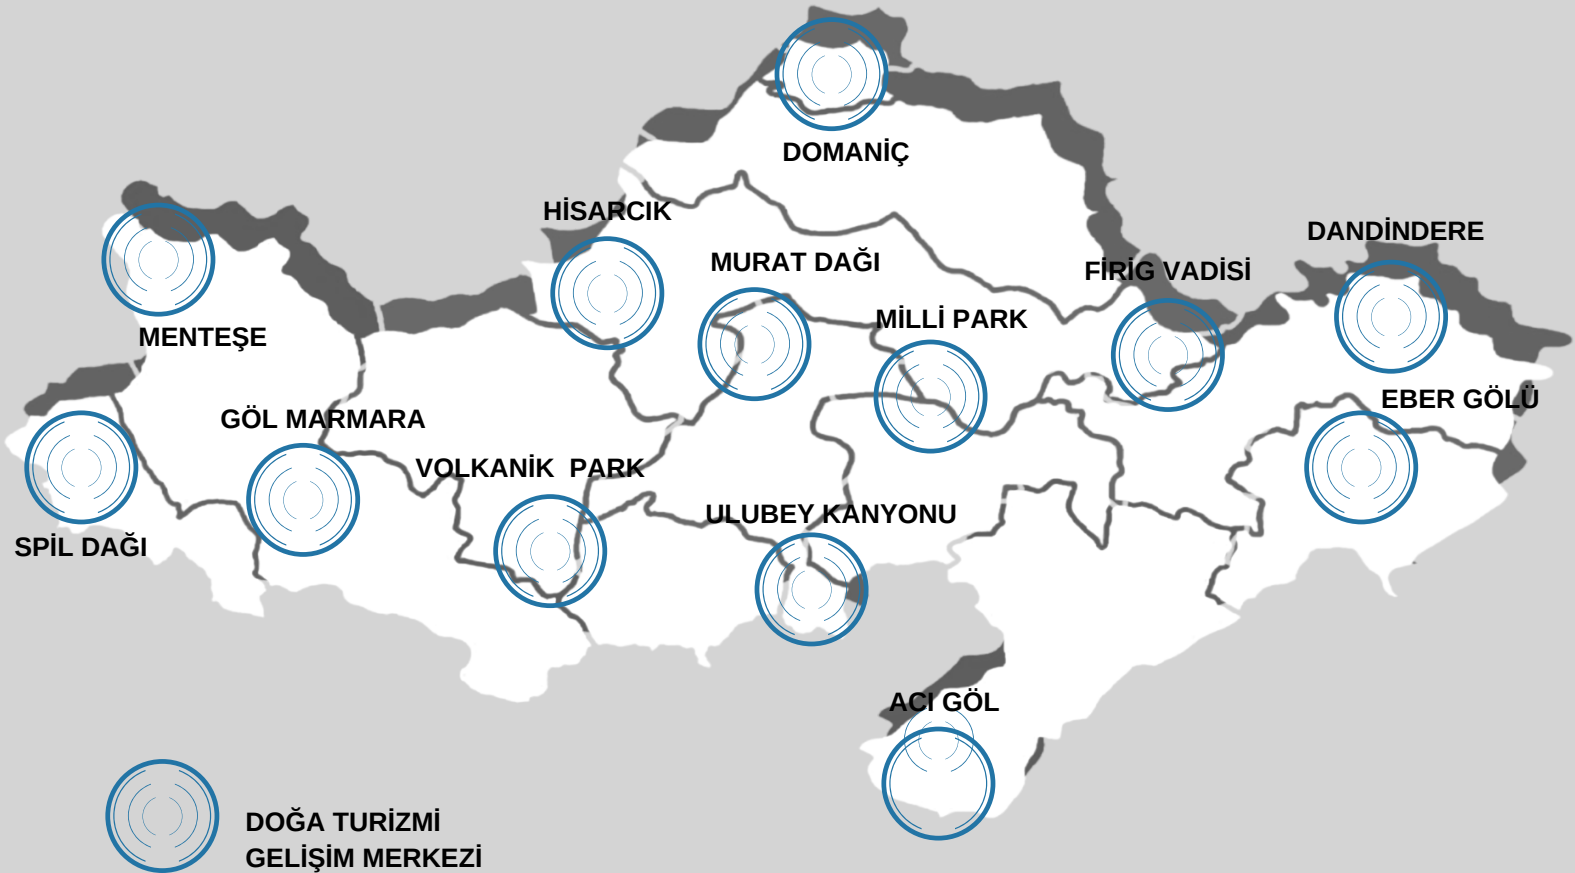 DOMANİÇ
HİSARCIK
DANDİNDERE
MURAT DAĞI
FİRİG VADİSİ
MİLLİ PARK
MENTEŞE
EBER GÖLÜ
GÖL MARMARA
VOLKANİK  PARK
ULUBEY KANYONU
SPİL DAĞI
ACI GÖL
DOĞA TURİZMİ
GELİŞİM MERKEZİ